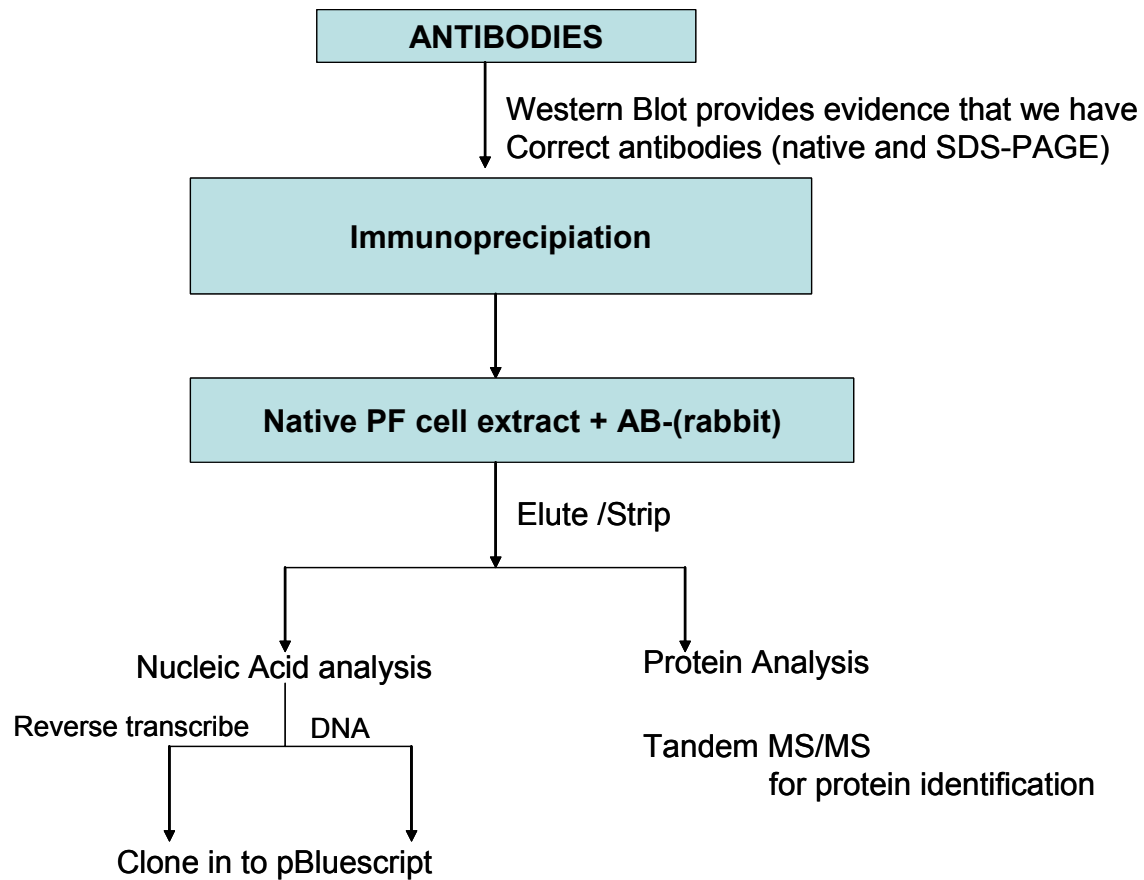 ANTIBODIES
Western Blot provides evidence that we have
Correct antibodies (native and SDS-PAGE)
Immunoprecipiation
Native PF cell extract + AB-(rabbit)
Elute /Strip
Nucleic Acid analysis
Protein Analysis
Reverse transcribe
DNA
Tandem MS/MS
for protein identification
Clone in to pBluescript